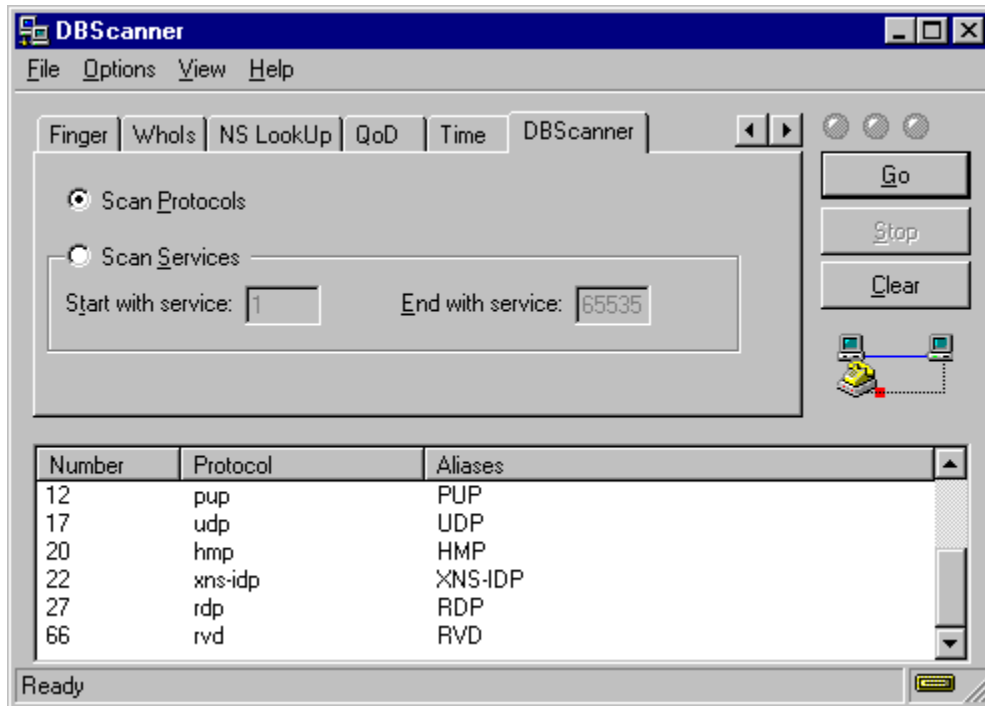 DBScanner
File Options View Help
Finger WhoIs NS LookUp QoD Time DBScanner
Scan Protocols
Go
Scan Services
Stop
Start with service: 1 End with service: 65535
Clear
Number Protocol Aliases
12 pup PUP
17 udp UDP
20 hmp HMP
22 xns-idp XNS-IDP
27 rdp RDP
66 rvd RVD
Ready